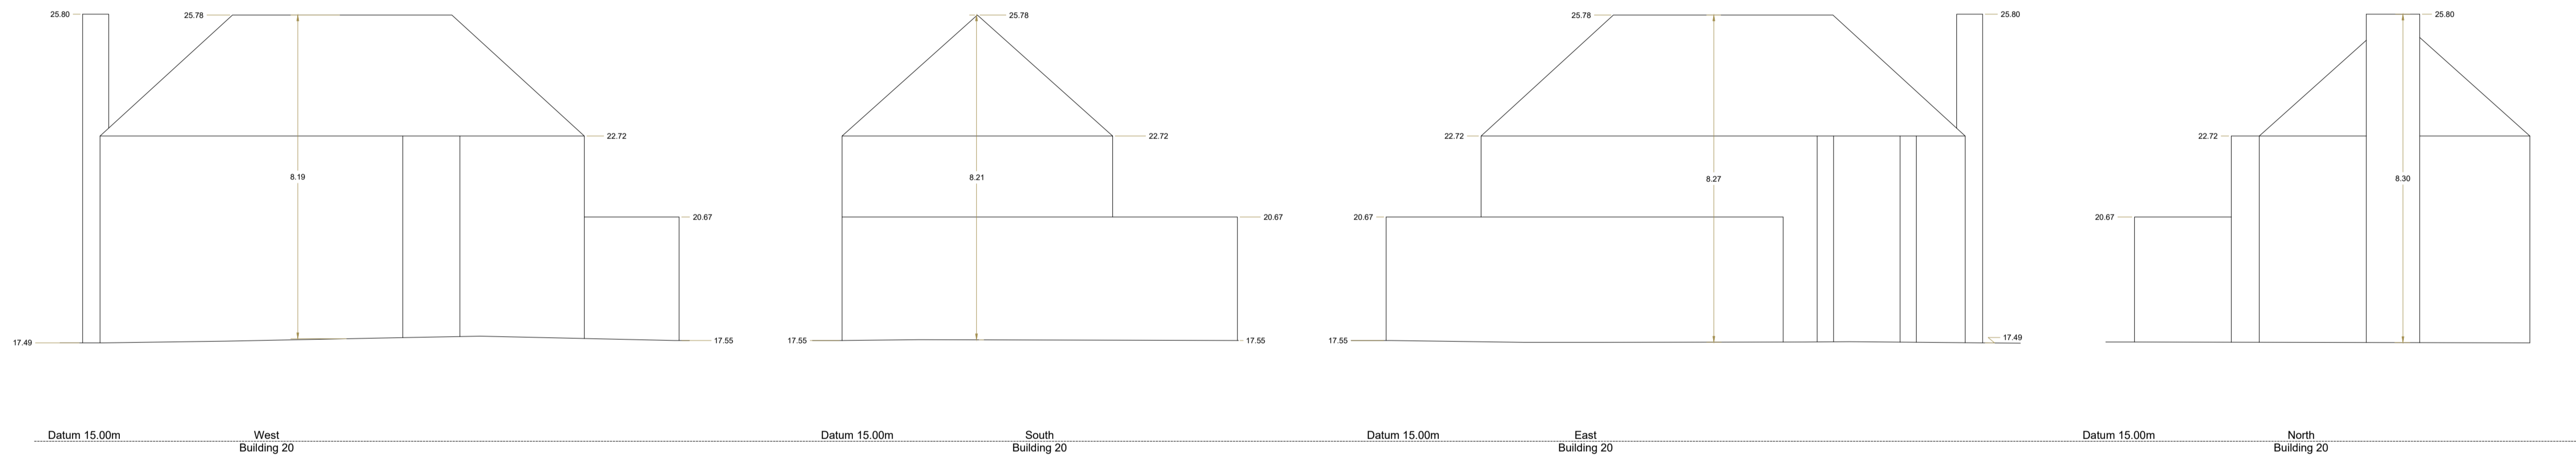 25.80
25.78
22.72
8.19
20.67
17.49
17.55
Datum 15.00m
West
Building 20
25.78
22.72
8.21
20.67
17.55
17.55
Datum 15.00m
South
Building 20
25.78
25.80
22.72
8.27
20.67
17.55
17.49
Datum 15.00m
East
Building 20
25.80
22.72
8.30
20.67
Datum 15.00m
North
Building 20